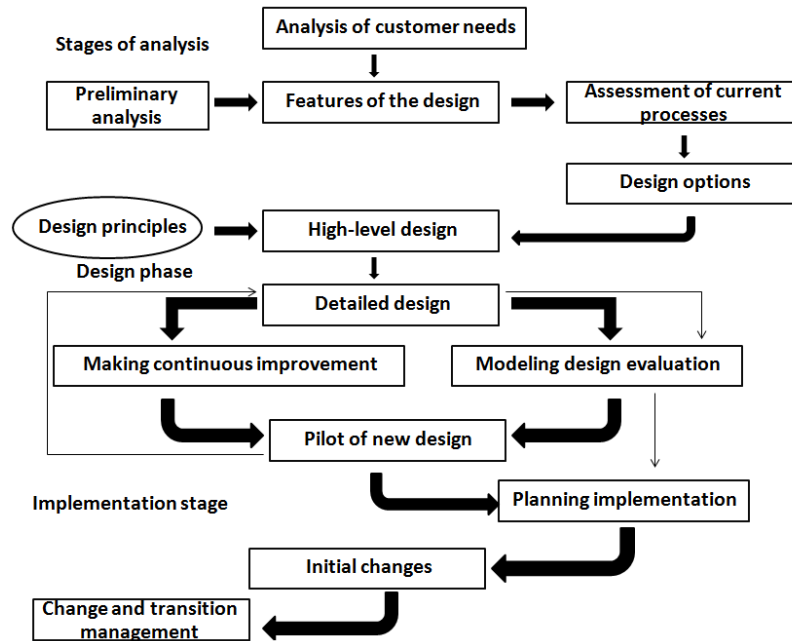 Analysis of customer needs
Stages of analysis
Preliminary
analysis
Features of the design
Assessment of current
processes
Design options
Design principles
High-level design
Design phase
Detailed design
Making continuous improvement
Modeling design evaluation
Pilot of new design
Implementation stage
Planning implementation
Initial changes
Change and transition
management